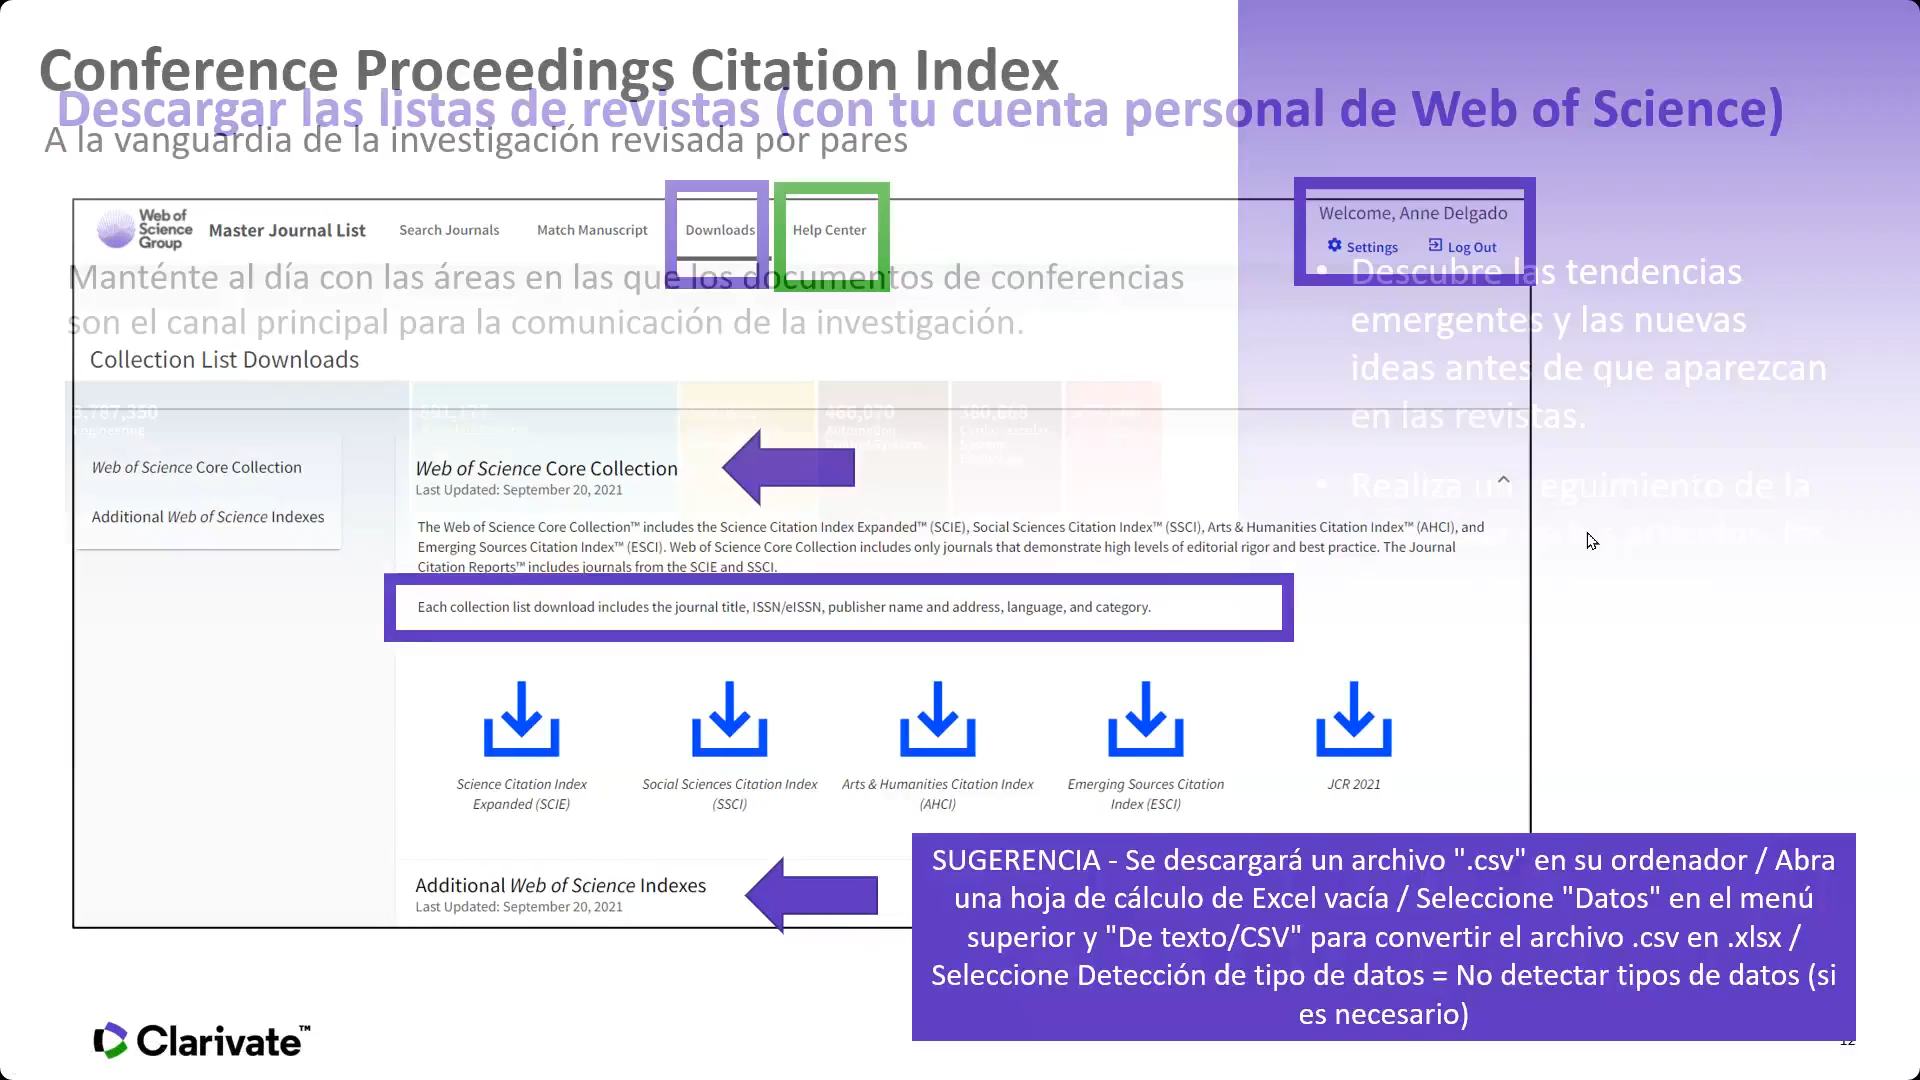 Conference Proceedings Citation Index
Descargar las listas de revistas (con tu cuenta personal de Web of Science)
A la vanguardia de la investigación revisada por pares
Web of
Science
Group
Master Journal List
Search Journals
Match Manuscript
Downloads
Help Center
Welcome, Anne Delgado
Settings
Log Out
Manténte al día con las áreas en las que los documentos de conferencias
son el canal principal para la comunicación de la investigación.
• Descubre las tendencias
emergentes y las nuevas
ideas antes de que aparezcan
en las revistas.
• Realiza un seguimiento de la
Collection List Downloads
466,070
Automation
Web of Science Core Collection
Additional Web of Science Indexes
Web of Science Core Collection
Last Updated: September 20, 2021
The Web of Science Core Collection™ includes the Science Citation Index Expanded™ (SCIE), Social Sciences Citation Index™ (SSCI), Arts & Humanities Citation Index™ (AHCI), and
Emerging Sources Citation Index™ (ESCI). Web of Science Core Collection includes only journals that demonstrate high levels of editorial rigor and best practice. The Journal
Citation Reports™ includes journals from the SCIE and SSCI.
Each collection list download includes the journal title, ISSN/eISSN, publisher name and address, language, and category.
Science Citation Index
Expanded (SCIE)
Social Sciences Citation Index
(SSCI)
Arts & Humanities Citation Index
(AHCI)
Emerging Sources Citation
Index (ESCI)
JCR 2021
Additional Web of Science Indexes
Last Updated: September 20, 2021
SUGERENCIA - Se descargará un archivo ".csv" en su ordenador / Abra
una hoja de cálculo de Excel vacía / Seleccione "Datos" en el menú
superior y "De texto/CSV" para convertir el archivo .csv en .xlsx /
Seleccione Detección de tipo de datos = No detectar tipos de datos (si
es necesario)
Clarivate™
12